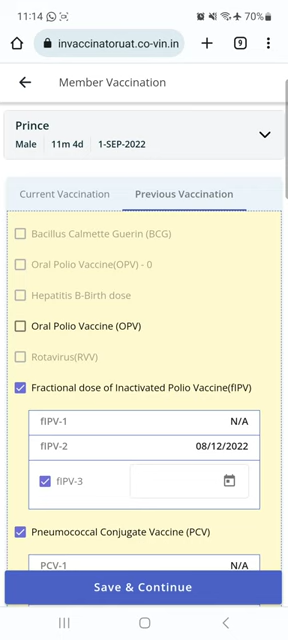 11:14 70%
invaccinatoruat.co-vin.in 9
Member Vaccination
Prince
Male 11m 4d 1-SEP-2022
Current Vaccination Previous Vaccination
Bacillus Calmette Guerin (BCG)
Oral Polio Vaccine(OPV) - 0
Hepatitis B-Birth dose
Oral Polio Vaccine (OPV)
Rotavirus(RVV)
Fractional dose of Inactivated Polio Vaccine(fIPV)
fIPV-1 N/A
fIPV-2 08/12/2022
fIPV-3
Pneumococcal Conjugate Vaccine (PCV)
PCV-1 N/A
Save & Continue